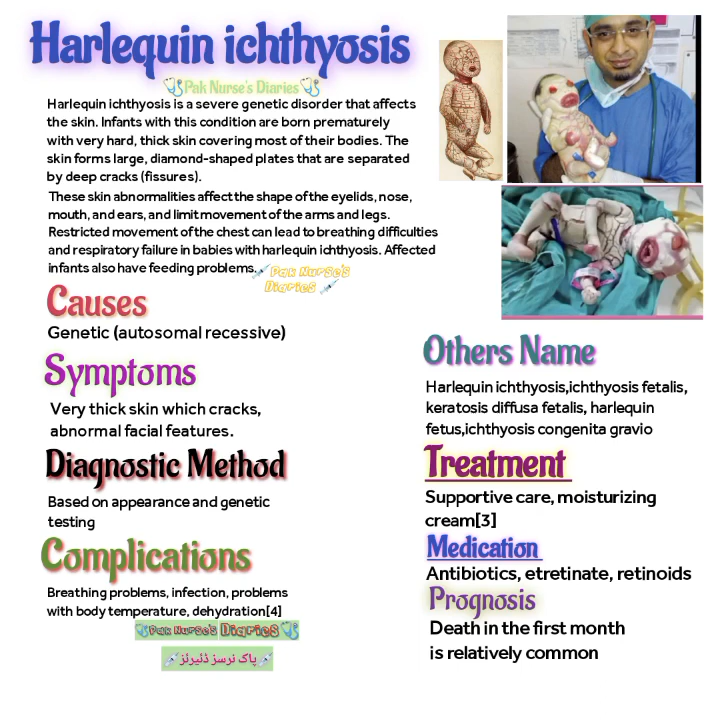 Harlequin ichthyosis
Pak Nurse's Diaries
Harlequin ichthyosis is a severe genetic disorder that affects
the skin. Infants with this condition are born prematurely
with very hard, thick skin covering most of their bodies. The
skin forms large, diamond-shaped plates that are separated
by deep cracks (fissures).
These skin abnormalities affect the shape of the eyelids, nose,
mouth, and ears, and limit movement of the arms and legs.
Restricted movement of the chest can lead to breathing difficulties
and respiratory failure in babies with harlequin ichthyosis. Affected
infants also have feeding problems.
Pak Nurse's
Diaries
Causes
Genetic (autosomal recessive)
Symptoms
Very thick skin which cracks,
abnormal facial features.
Diagnostic Method
Based on appearance and genetic
testing
Complications
Breathing problems, infection, problems
with body temperature, dehydration[4]
Pak Nurse's Diaries
پاک نرسز ڈئیرئز
Others Name
Harlequin ichthyosis,ichthyosis fetalis,
keratosis diffusa fetalis, harlequin
fetus,ichthyosis congenita gravio
Treatment
Supportive care, moisturizing
cream[3]
Medication
Antibiotics, etretinate, retinoids
Prognosis
Death in the first month
is relatively common